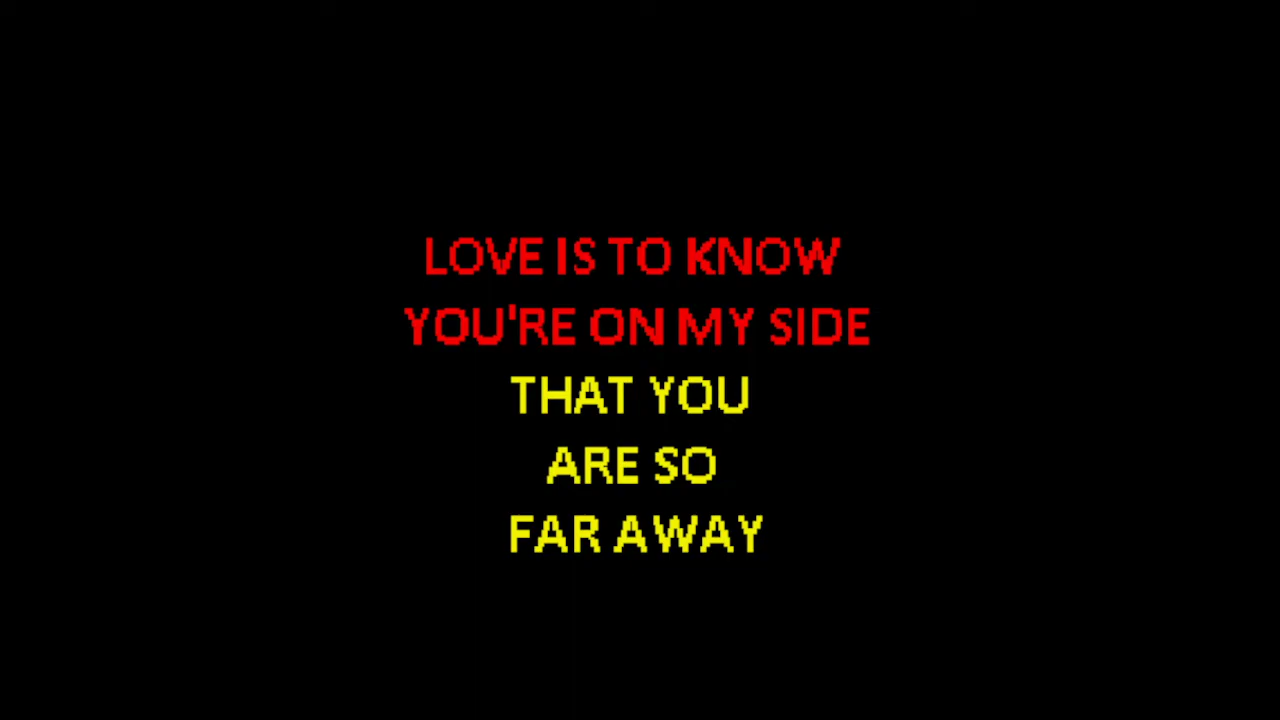 LOVE IS TO KNOW
YOU'RE ON MY SIDE
THAT YOU
ARE SO
FAR AWAY